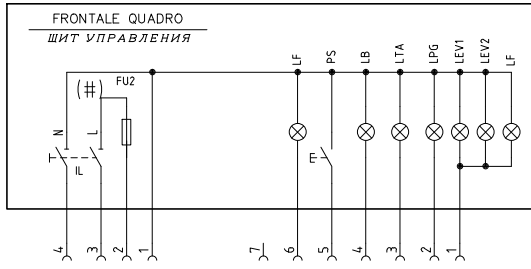 FRONTALE QUADRO
ЩИТ УПРАВЛЕНИЯ
(#) FU2
LF PS LB LTA LPG LEV1 LEV2 LF
N L
IL
4 3 2 1 7 6 5 4 3 2 1